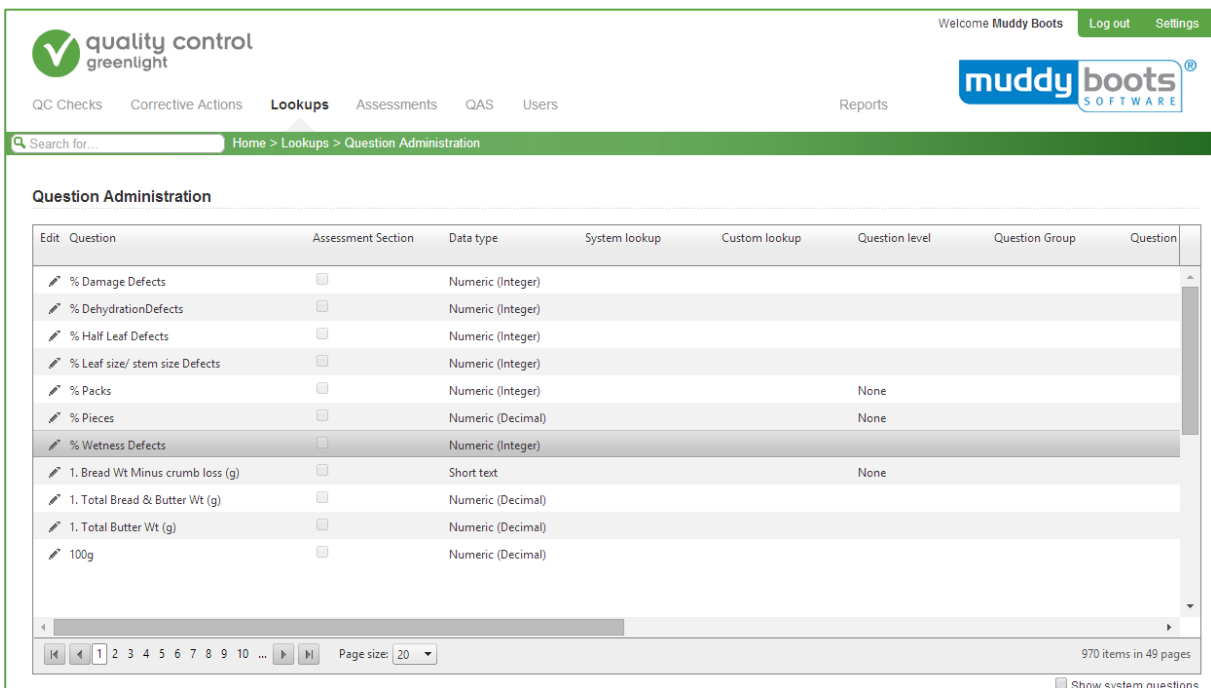 Welcome Muddy Boots Log out Settings
quality control
greenlight
muddy boots ®
SOFTWARE
QC Checks Corrective Actions Lookups Assessments QAS Users Reports
Search for... Home > Lookups > Question Administration
Question Administration
Edit Question Assessment Section Data type System lookup Custom lookup Question level Question Group Question
% Damage Defects Numeric (Integer)
% DehydrationDefects Numeric (Integer)
% Half Leaf Defects Numeric (Integer)
% Leaf size/ stem size Defects Numeric (Integer)
% Packs Numeric (Integer) None
% Pieces Numeric (Decimal) None
% Wetness Defects Numeric (Integer)
1. Bread Wt Minus crumb loss (g) Short text None
1. Total Bread & Butter Wt (g) Numeric (Decimal)
1. Total Butter Wt (g) Numeric (Decimal)
100g Numeric (Decimal)
1 2 3 4 5 6 7 8 9 10 ... Page size: 20 970 items in 49 pages
Show system questions